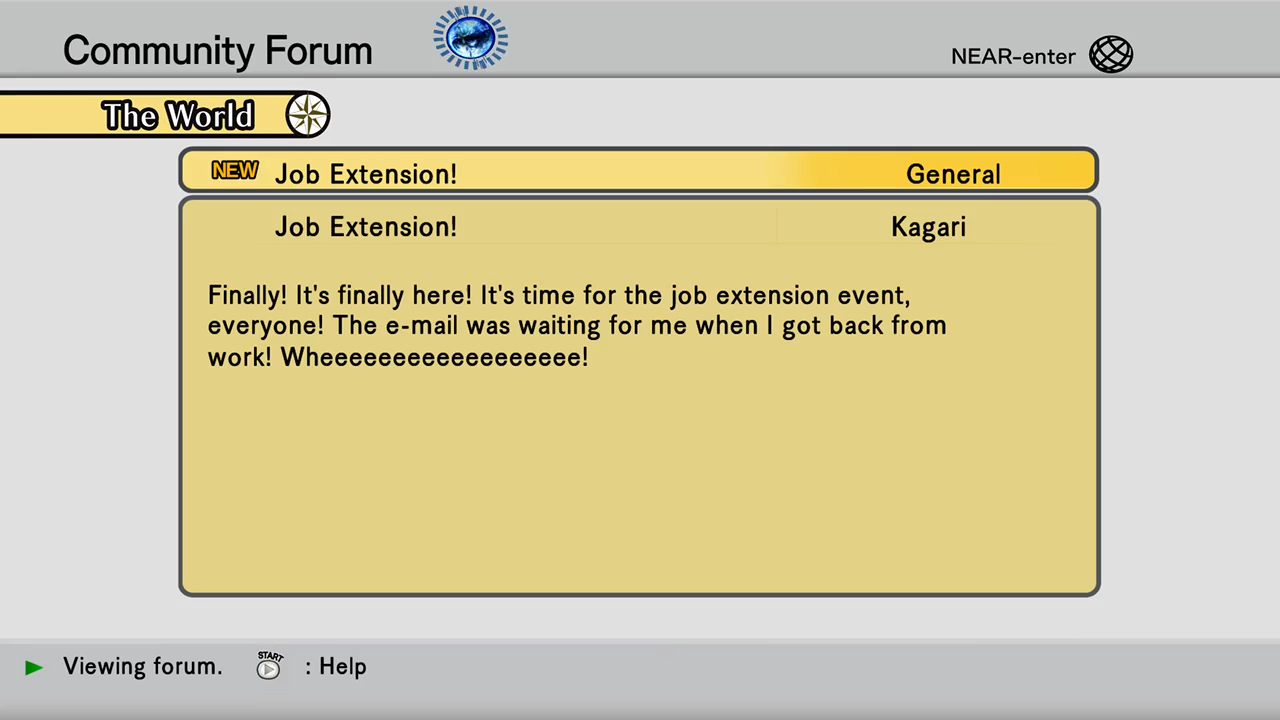 Community Forum
NEAR-enter
The World
NEW Job Extension! General
Job Extension! Kagari
Finally! It's finally here! It's time for the job extension event,
everyone! The e-mail was waiting for me when I got back from
work! Wheeeeeeeeeeeeeeeeee!
Viewing forum. START : Help